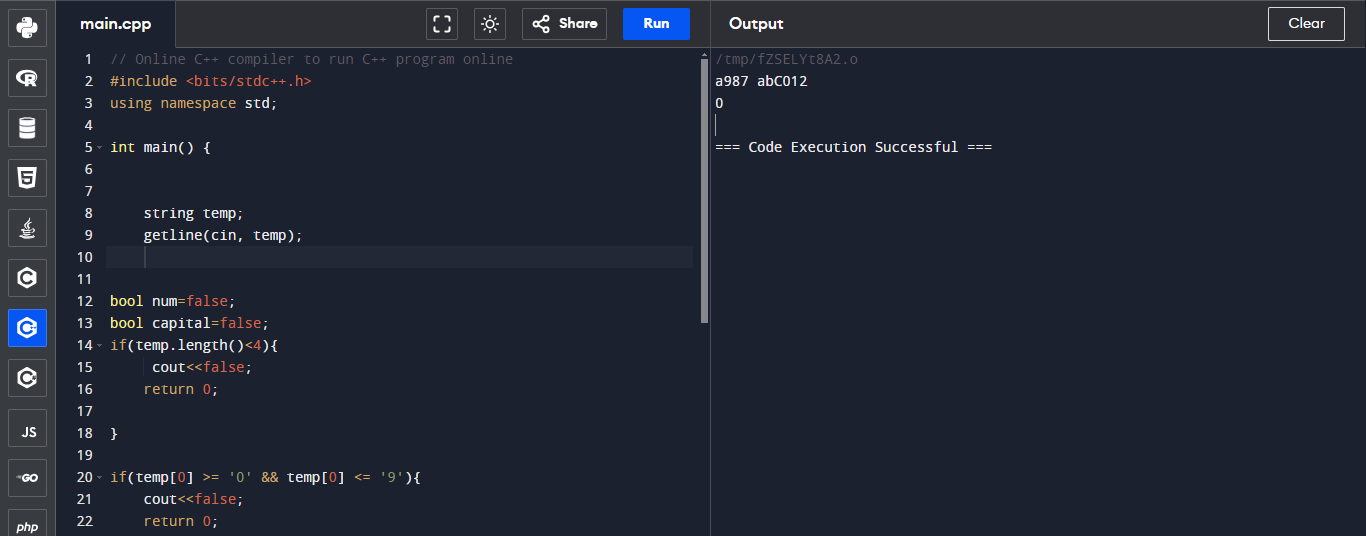 main.cpp
Share
Run
Output
Clear
1 // Online C++ compiler to run C++ program online
2 #include <bits/stdc++.h>
3 using namespace std;
4
5 int main() {
6
7
8 string temp;
9 getline(cin, temp);
10
11
12 bool num=false;
13 bool capital=false;
14 if(temp.length()<4){
15 cout<<false;
16 return 0;
17
18 }
19
20 if(temp[0] >= '0' && temp[0] <= '9'){
21 cout<<false;
22 return 0;
/tmp/fZSELYt8A2.o
a987 abC012
0
=== Code Execution Successful ===
R
5
C
C+
C
JS
GO
php